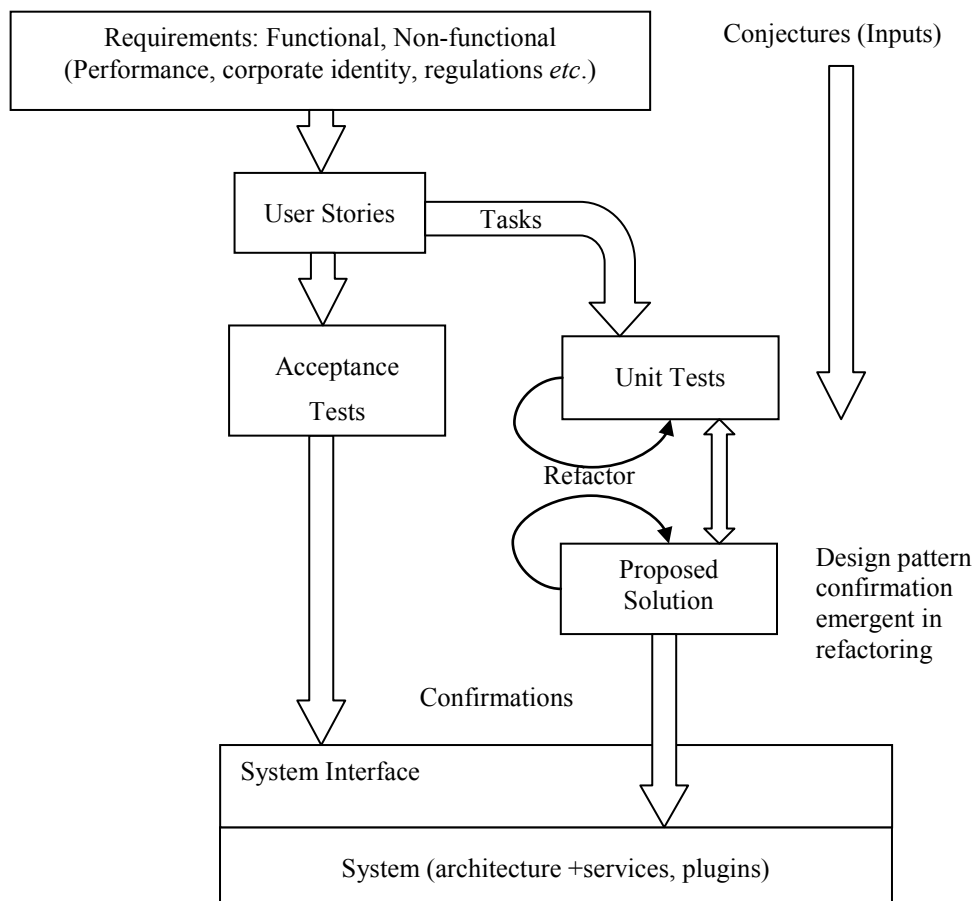 Requirements: Functional, Non-functional
(Performance, corporate identity, regulations etc.)
Conjectures (Inputs)
User Stories
Tasks
Acceptance
Tests
Unit Tests
Refactor
Proposed
Solution
Design pattern
confirmation
emergent in
refactoring
Confirmations
System Interface
System (architecture +services, plugins)